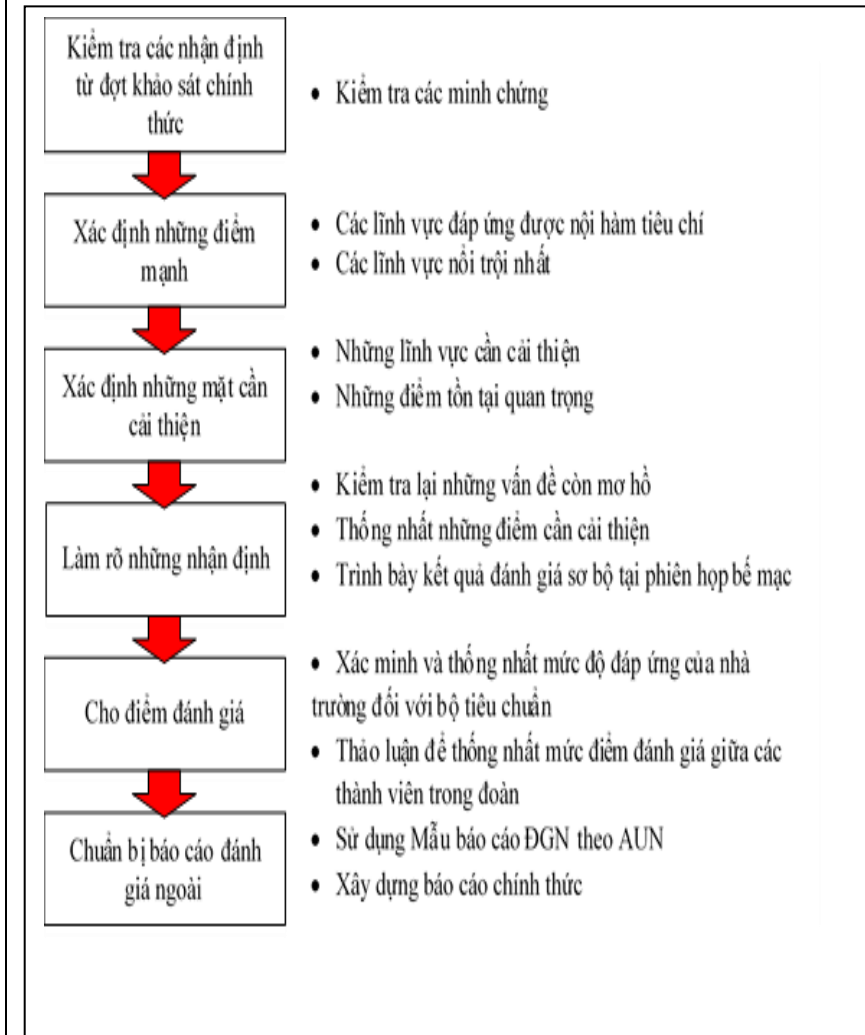 Kiểm tra các nhận định
từ đợt khảo sát chính
thức
• Kiểm tra các minh chứng
Xác định những điểm
mạnh
• Các lĩnh vực đáp ứng được nội hàm tiêu chí
• Các lĩnh vực nổi trội nhất
Xác định những mặt cần
cải thiện
• Những lĩnh vực cần cải thiện
• Những điểm tồn tại quan trọng
Làm rõ những nhận định
• Kiểm tra lại những vấn đề còn mơ hồ
• Thống nhất những điểm cần cải thiện
• Trình bày kết quả đánh giá sơ bộ tại phiên họp bế mạc
Cho điểm đánh giá
• Xác minh và thống nhất mức độ đáp ứng của nhà
trường đối với bộ tiêu chuẩn
• Thảo luận để thống nhất mức điểm đánh giá giữa các
thành viên trong đoàn
Chuẩn bị báo cáo đánh
giá ngoài
• Sử dụng Mẫu báo cáo ĐGN theo AUN
• Xây dựng báo cáo chính thức